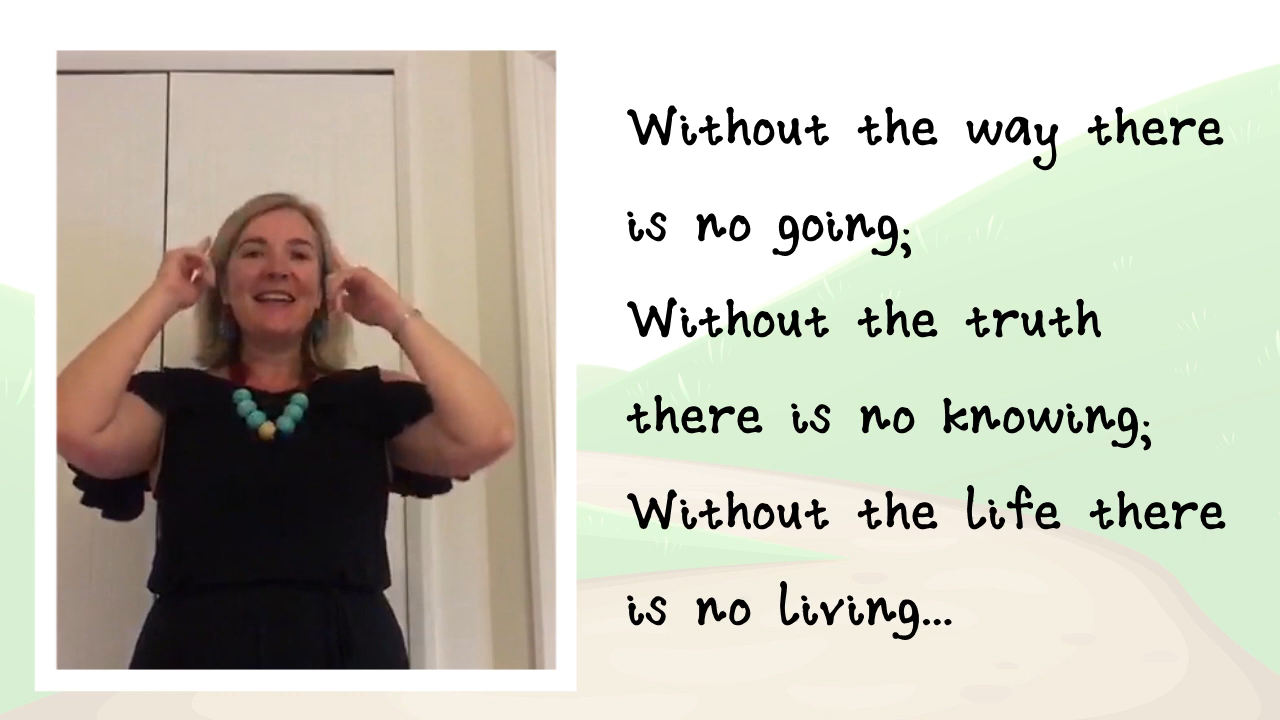 Without the way there
is no going;
Without the truth
there is no knowing;
Without the life there
is no living...